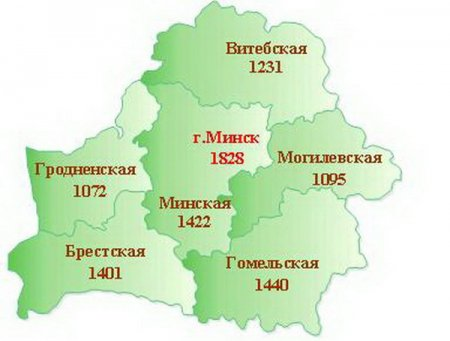 Витебская
1231
г.Минск
1828
Могилевская
1095
Гродненская
1072
Минская
1422
Брестская
1401
Гомельская
1440